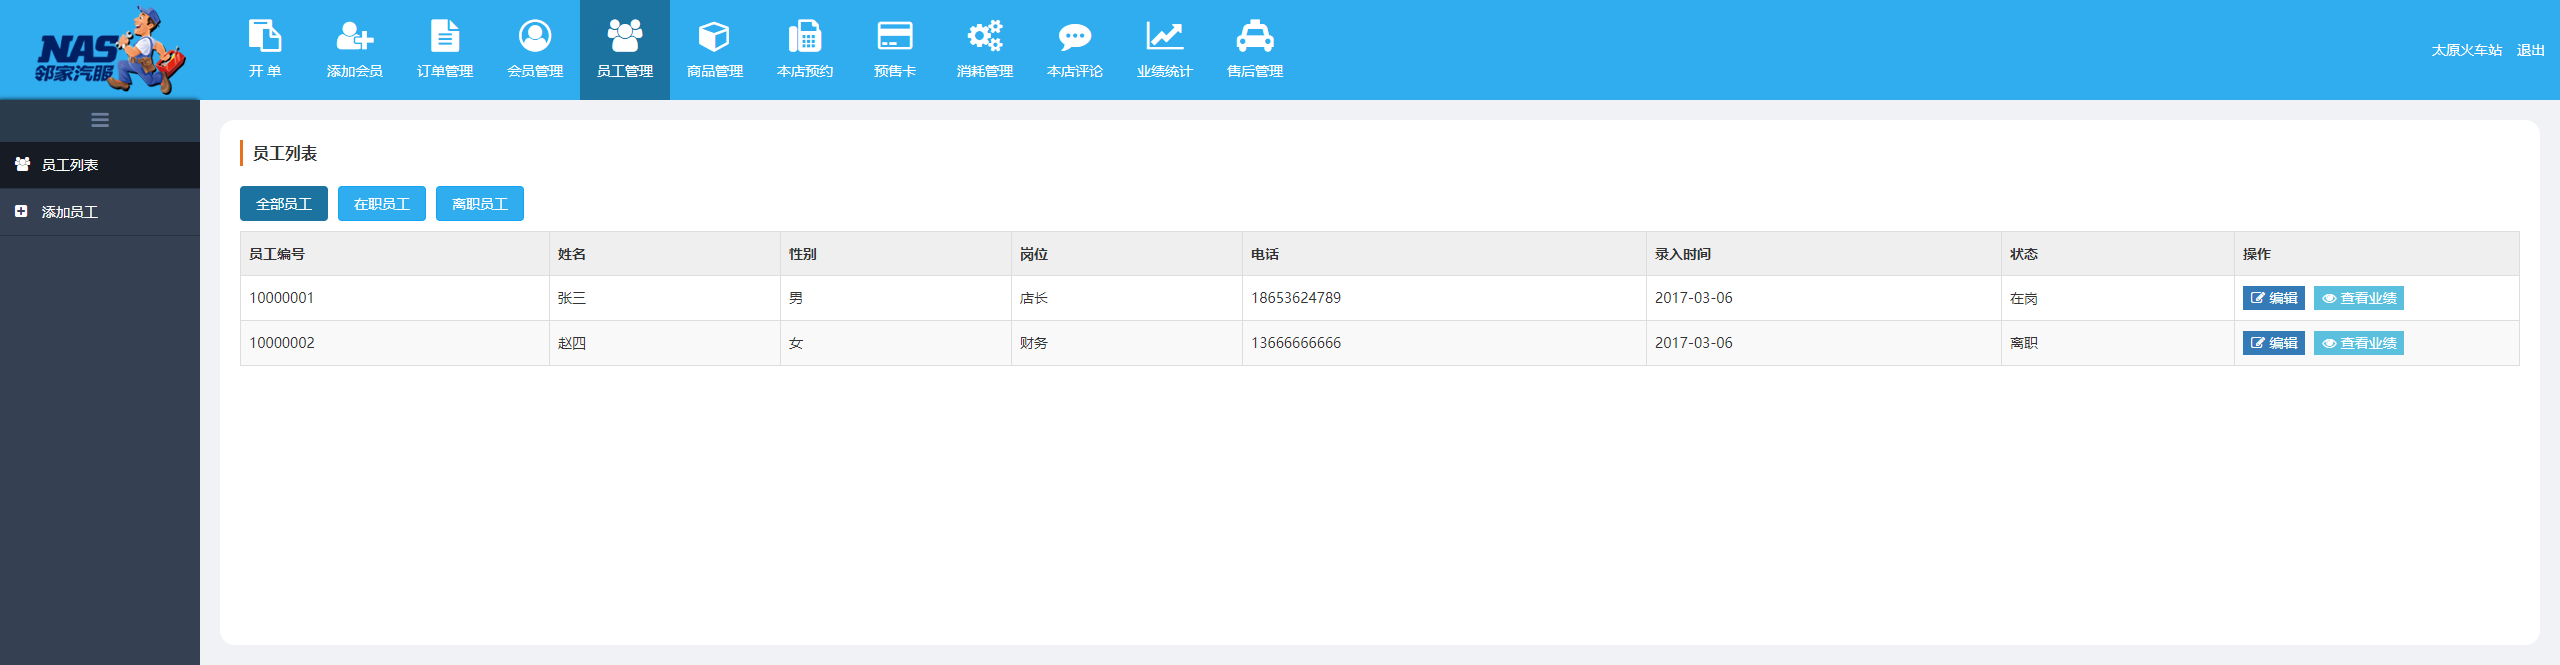 NAS
邻家汽服
开 单
添加会员
订单管理
会员管理
员工管理
商品管理
本店预约
预售卡
消耗管理
本店评论
业绩统计
售后管理
太原火车站 退出
员工列表
添加员工
员工列表
全部员工 在职员工 离职员工
员工编号 姓名 性别 岗位 电话 录入时间 状态 操作
10000001 张三 男 店长 18653624789 2017-03-06 在岗 编辑 查看业绩
10000002 赵四 女 财务 13666666666 2017-03-06 离职 编辑 查看业绩